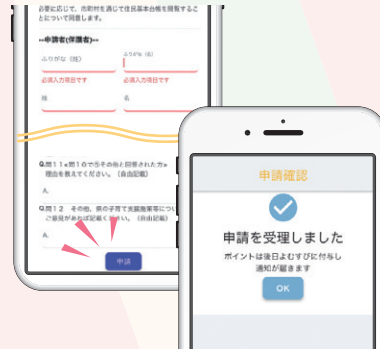 必要に応じて、市町村を通じて住民基本台帳を閲覧するこ
とについて同意します。
--申請者(保護者)--
ふりがな（姓）
ふりがな（名）
必須入力項目です
必須入力項目です
姓
名
Q.問１１※問１０で⑤その他と回答された方※
理由を教えてください。（自由記載）
A.
Q.問１２　その他、県の子育て支援施策等につい
ご意見があれば記載ください。（自由記載）
A.
申請
申請確認
申請を受理しました
ポイントは後日よむすびに付与し
通知が届きます
OK